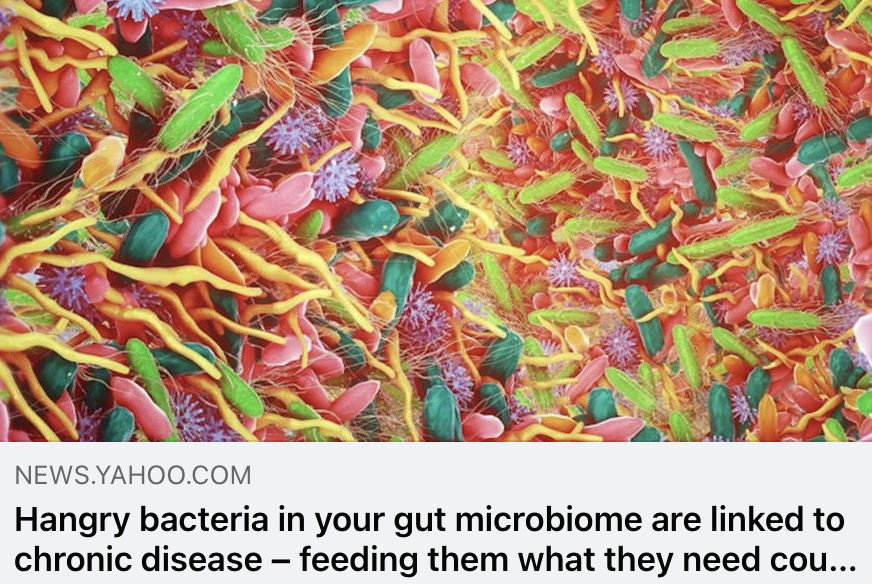 NEWS.YAHOO.COM
Hangry bacteria in your gut microbiome are linked to
chronic disease – feeding them what they need cou...